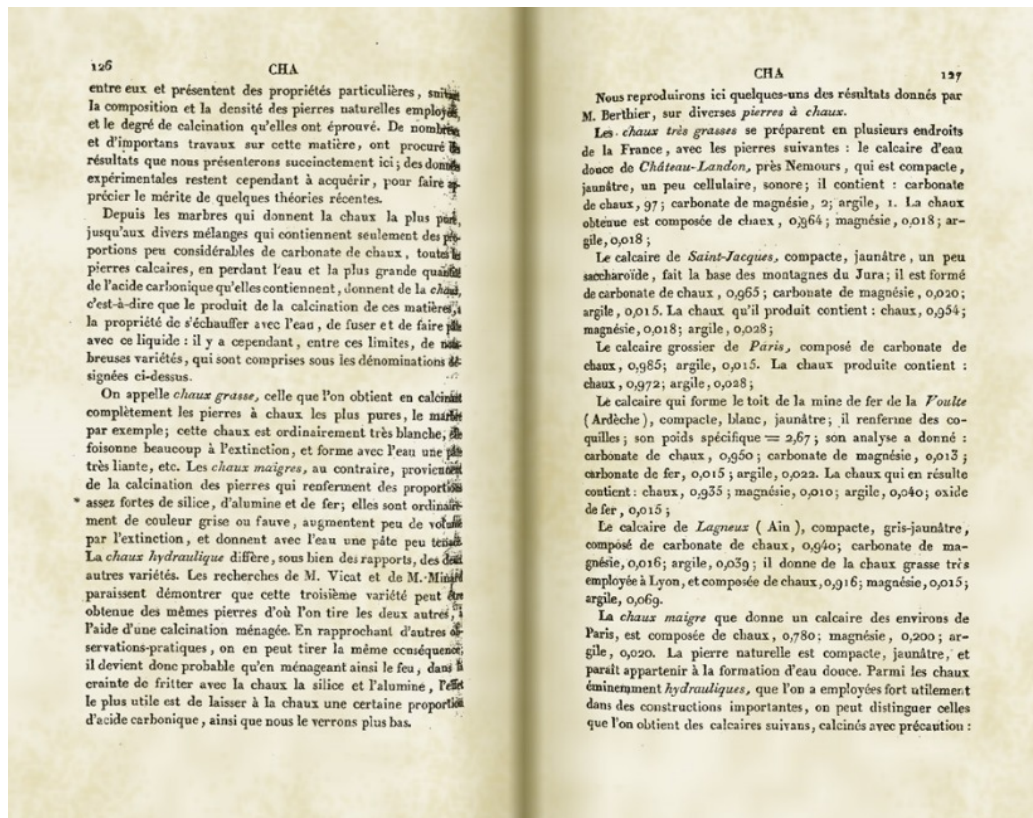 126
CHA
entre eux et présentent des propriétés particulières, suivant
la composition et la densité des pierres naturelles employées,
et le degré de calcination qu'elles ont éprouvé. De nombreux
et d'importans travaux sur cette matière, ont procuré
résultats que nous présenterons succinctement ici ; des données
expérimentales restent cependant à acquérir, pour faire ap-
précier le mérite de quelques théories récentes.
Depuis les marbres qui donnent la chaux la plus pure,
jusqu'aux divers mélanges qui contiennent seulement des pro-
portions peu considérables de carbonate de chaux, toutes
pierres calcaires, en perdant l'eau et la plus grande quantité
de l'acide carbonique qu'elles contiennent, donnent de la chaux,
c'est-à-dire que le produit de la calcination de ces matières,
la propriété de s'échauffer avec l'eau, de fuser et de faire pâte
avec ce liquide : il y a cependant, entre ces limites, de nom-
breuses variétés, qui sont comprises sous les dénominations dé-
signées ci-dessus.
On appelle chaux grasse, celle que l'on obtient en calcinant
complètement les pierres à chaux les plus pures, le marbre
par exemple; cette chaux est ordinairement très blanche,
foisonne beaucoup à l'extinction, et forme avec l'eau une pâte
très liante, etc. Les chaux maigres, au contraire, proviennent
de la calcination des pierres qui renferment des proportions
assez fortes de silice, d'alumine et de fer; elles sont ordinaire-
ment de couleur grise ou fauve, augmentent peu de volume
par l'extinction, et donnent avec l'eau une pâte peu tenace.
La chaux hydraulique diffère, sous bien des rapports, des deux
autres variétés. Les recherches de M. Vicat et de M. Minard
paraissent démontrer que cette troisième variété peut être
obtenue des mêmes pierres d'où l'on tire les deux autres,
l'aide d'une calcination ménagée. En rapprochant d'autres ob-
servations-pratiques, on en peut tirer la même conséquence;
il devient donc probable qu'en ménageant ainsi le feu, dans la
crainte de fritter avec la chaux la silice et l'alumine, l'effet
le plus utile est de laisser à la chaux une certaine proportion
d'acide carbonique, ainsi que nous le verrons plus bas.
CHA
127
Nous reproduirons ici quelques-uns des résultats donnés par
M. Berthier, sur diverses pierres à chaux.
Les chaux très grasses se préparent en plusieurs endroits
de la France, avec les pierres suivantes : le calcaire d'eau
douce de Château-Landon, près Nemours, qui est compacte,
jaunâtre, un peu cellulaire, sonore; il contient : carbonate
de chaux, 97; carbonate de magnésie, 2; argile, 1. La chaux
obtenue est composée de chaux, 0,964; magnésie, 0,018; ar-
gile, 0,018 ;
Le calcaire de Saint-Jacques, compacte, jaunâtre, un peu
saccharoïde, fait la base des montagnes du Jura; il est formé
de carbonate de chaux, 0,965; carbonate de magnésie, 0,020;
argile, 0,015. La chaux qu'il produit contient : chaux, 0,954;
magnésie, 0,018; argile, 0,028;
Le calcaire grossier de Paris, composé de carbonate de
chaux, 0,985; argile, 0,015. La chaux produite contient :
chaux, 0,972; argile, 0,028;
Le calcaire qui forme le toit de la mine de fer de la Voulte
(Ardèche), compacte, blanc, jaunâtre; il renferme des co-
quilles; son poids spécifique = 2,67; son analyse a donné :
carbonate de chaux, 0,950; carbonate de magnésie, 0,013;
carbonate de fer, 0,015; argile, 0,022. La chaux qui en résulte
contient : chaux, 0,935; magnésie, 0,010; argile, 0,040; oxide
de fer, 0,015;
Le calcaire de Lagneux (Ain), compacte, gris-jaunâtre,
composé de carbonate de chaux, 0,940; carbonate de ma-
gnésie, 0,016; argile, 0,039; il donne de la chaux grasse très
employée à Lyon, et composée de chaux, 0,916; magnésie, 0,015;
argile, 0,069.
La chaux maigre que donne un calcaire des environs de
Paris, est composée de chaux, 0,780; magnésie, 0,200; ar-
gile, 0,020. La pierre naturelle est compacte, jaunâtre, et
paraît appartenir à la formation d'eau douce. Parmi les chaux
éminemment hydrauliques, que l'on a employées fort utilement
dans des constructions importantes, on peut distinguer celles
que l'on obtient des calcaires suivans, calcinés avec précaution :